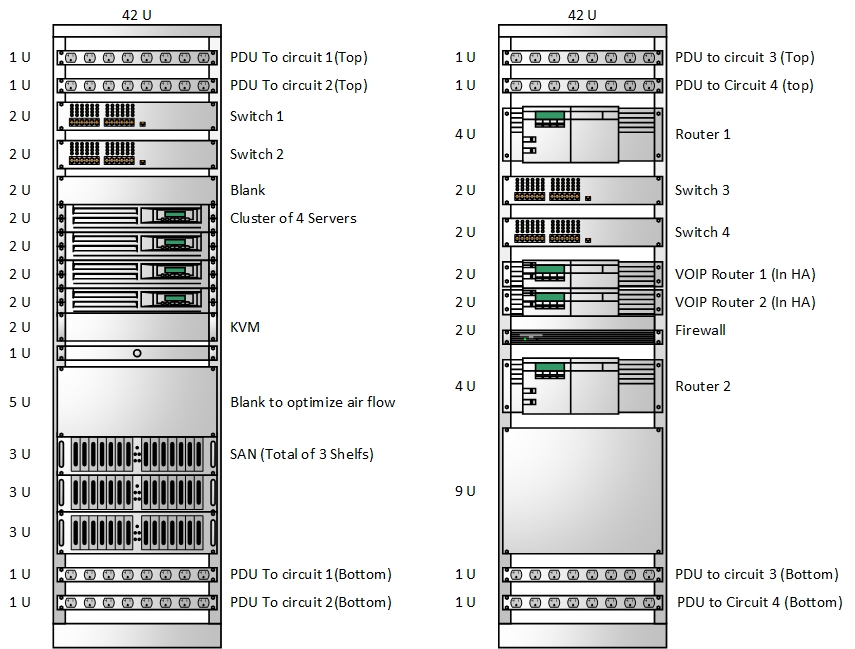 42 U
1 U PDU To circuit 1(Top)
1 U PDU To circuit 2(Top)
2 U Switch 1
2 U Switch 2
2 U Blank
2 U Cluster of 4 Servers
2 U
2 U
2 U
2 U KVM
1 U
5 U Blank to optimize air flow
3 U SAN (Total of 3 Shelfs)
3 U
3 U
1 U PDU To circuit 1(Bottom)
1 U PDU To circuit 2(Bottom)
42 U
1 U PDU to circuit 3 (Top)
1 U PDU to Circuit 4 (top)
4 U Router 1
2 U Switch 3
2 U Switch 4
2 U VOIP Router 1 (In HA)
2 U VOIP Router 2 (In HA)
2 U Firewall
4 U Router 2
9 U
1 U PDU to circuit 3 (Bottom)
1 U PDU to Circuit 4 (Bottom)